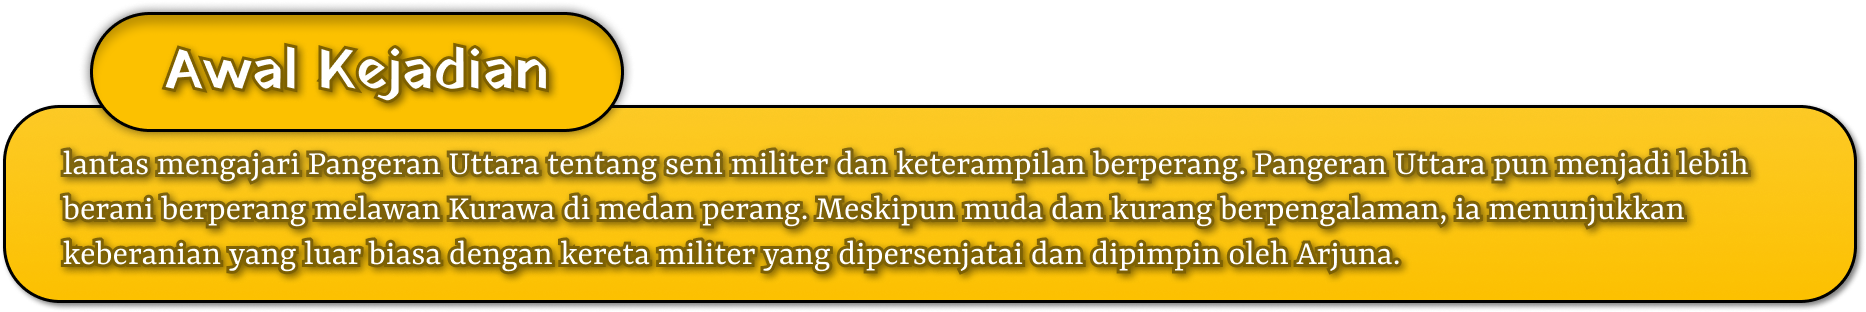 Awal Kejadian
lantas mengajari Pangeran Uttara tentang seni militer dan keterampilan berperang. Pangeran Uttara pun menjadi lebih
berani berperang melawan Kurawa di medan perang. Meskipun muda dan kurang berpengalaman, ia menunjukkan
keberanian yang luar biasa dengan kereta militer yang dipersenjatai dan dipimpin oleh Arjuna.